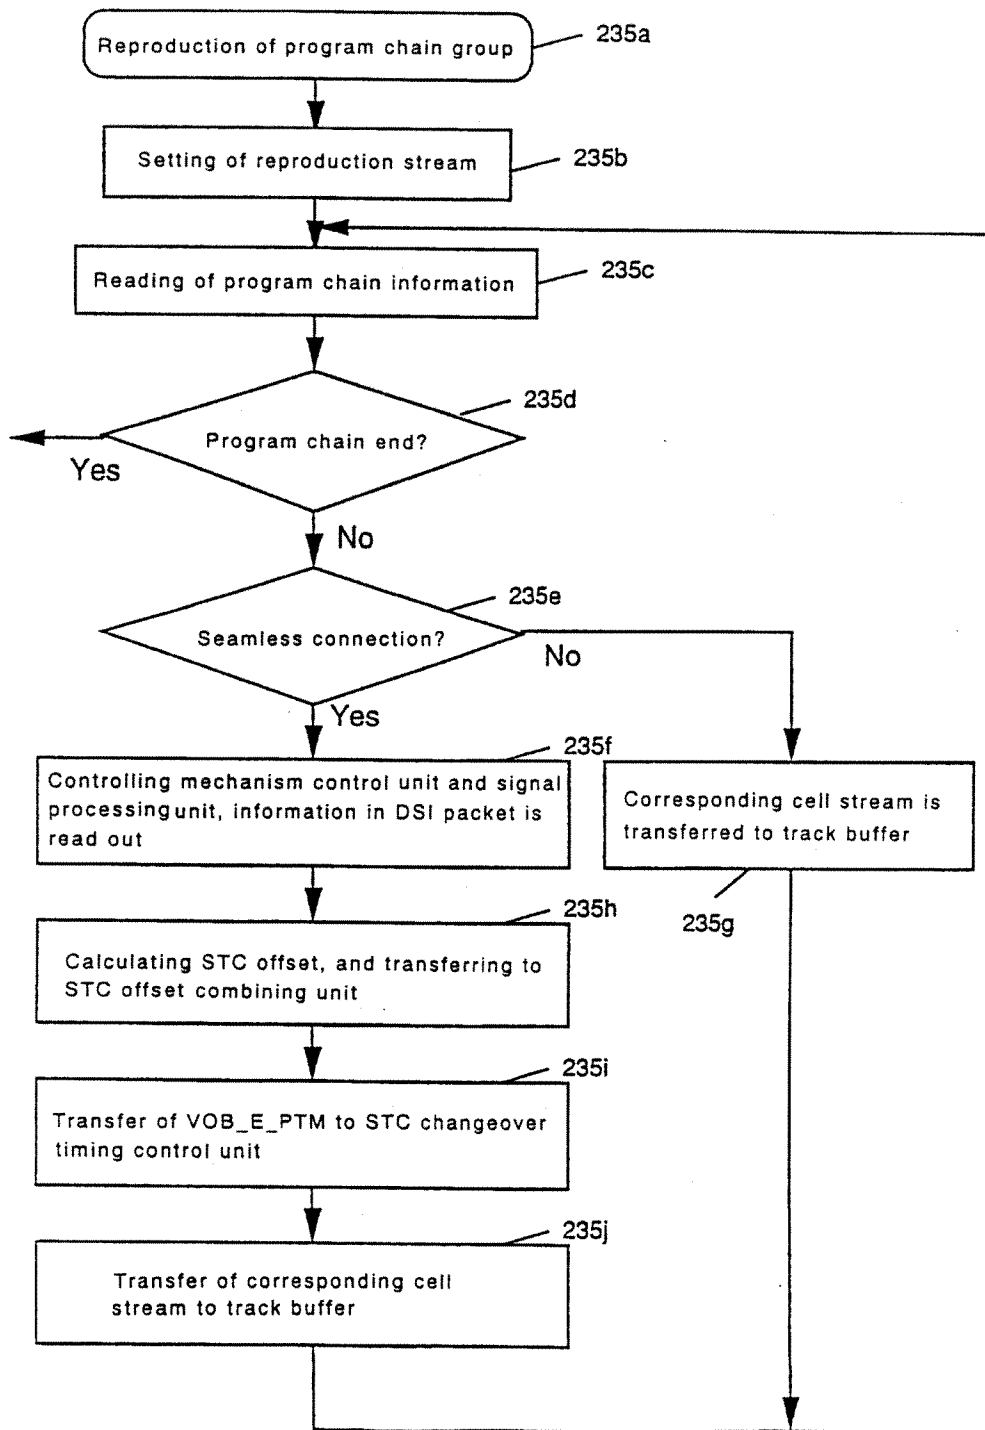 Reproduction of program chain group
235a
Setting of reproduction stream
235b
Reading of program chain information
235c
235d
Program chain end?
Yes
No
235e
Seamless connection?
No
Yes
235f
Controlling mechanism control unit and signal
processing unit, information in DSI packet is
read out
Corresponding cell stream is
transferred to track buffer
235g
235h
Calculating STC offset, and transferring to
STC offset combining unit
235i
Transfer of VOB_E_PTM to STC changeover
timing control unit
235j
Transfer of corresponding cell
stream to track buffer